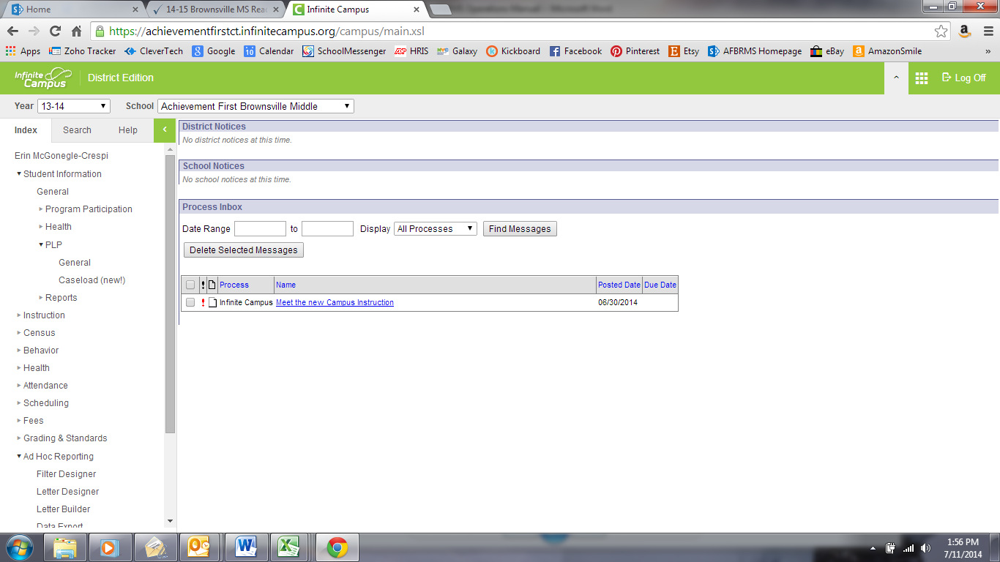 Home
14-15 Brownsville MS Rea
Infinite Campus
https://achievementfirstct.infinitecampus.org/campus/main.xsl
Apps Zoho Tracker CleverTech Google Calendar SchoolMessenger HRIS Galaxy Kickboard Facebook Pinterest Etsy AFBRMS Homepage eBay AmazonSmile »
Infinite Campus District Edition Log Off
Year 13-14 School Achievement First Brownsville Middle
Index Search Help
Erin McGonegle-Crespi
Student Information
General
Program Participation
Health
PLP
General
Caseload (new!)
Reports
Instruction
Census
Behavior
Health
Attendance
Scheduling
Fees
Grading & Standards
Ad Hoc Reporting
Filter Designer
Letter Designer
Letter Builder
Data Export
District Notices
No district notices at this time.
School Notices
No school notices at this time.
Process Inbox
Date Range to Display All Processes Find Messages
Delete Selected Messages
! Process Name Posted Date Due Date
! Infinite Campus Meet the new Campus Instruction 06/30/2014
1:56 PM
7/11/2014